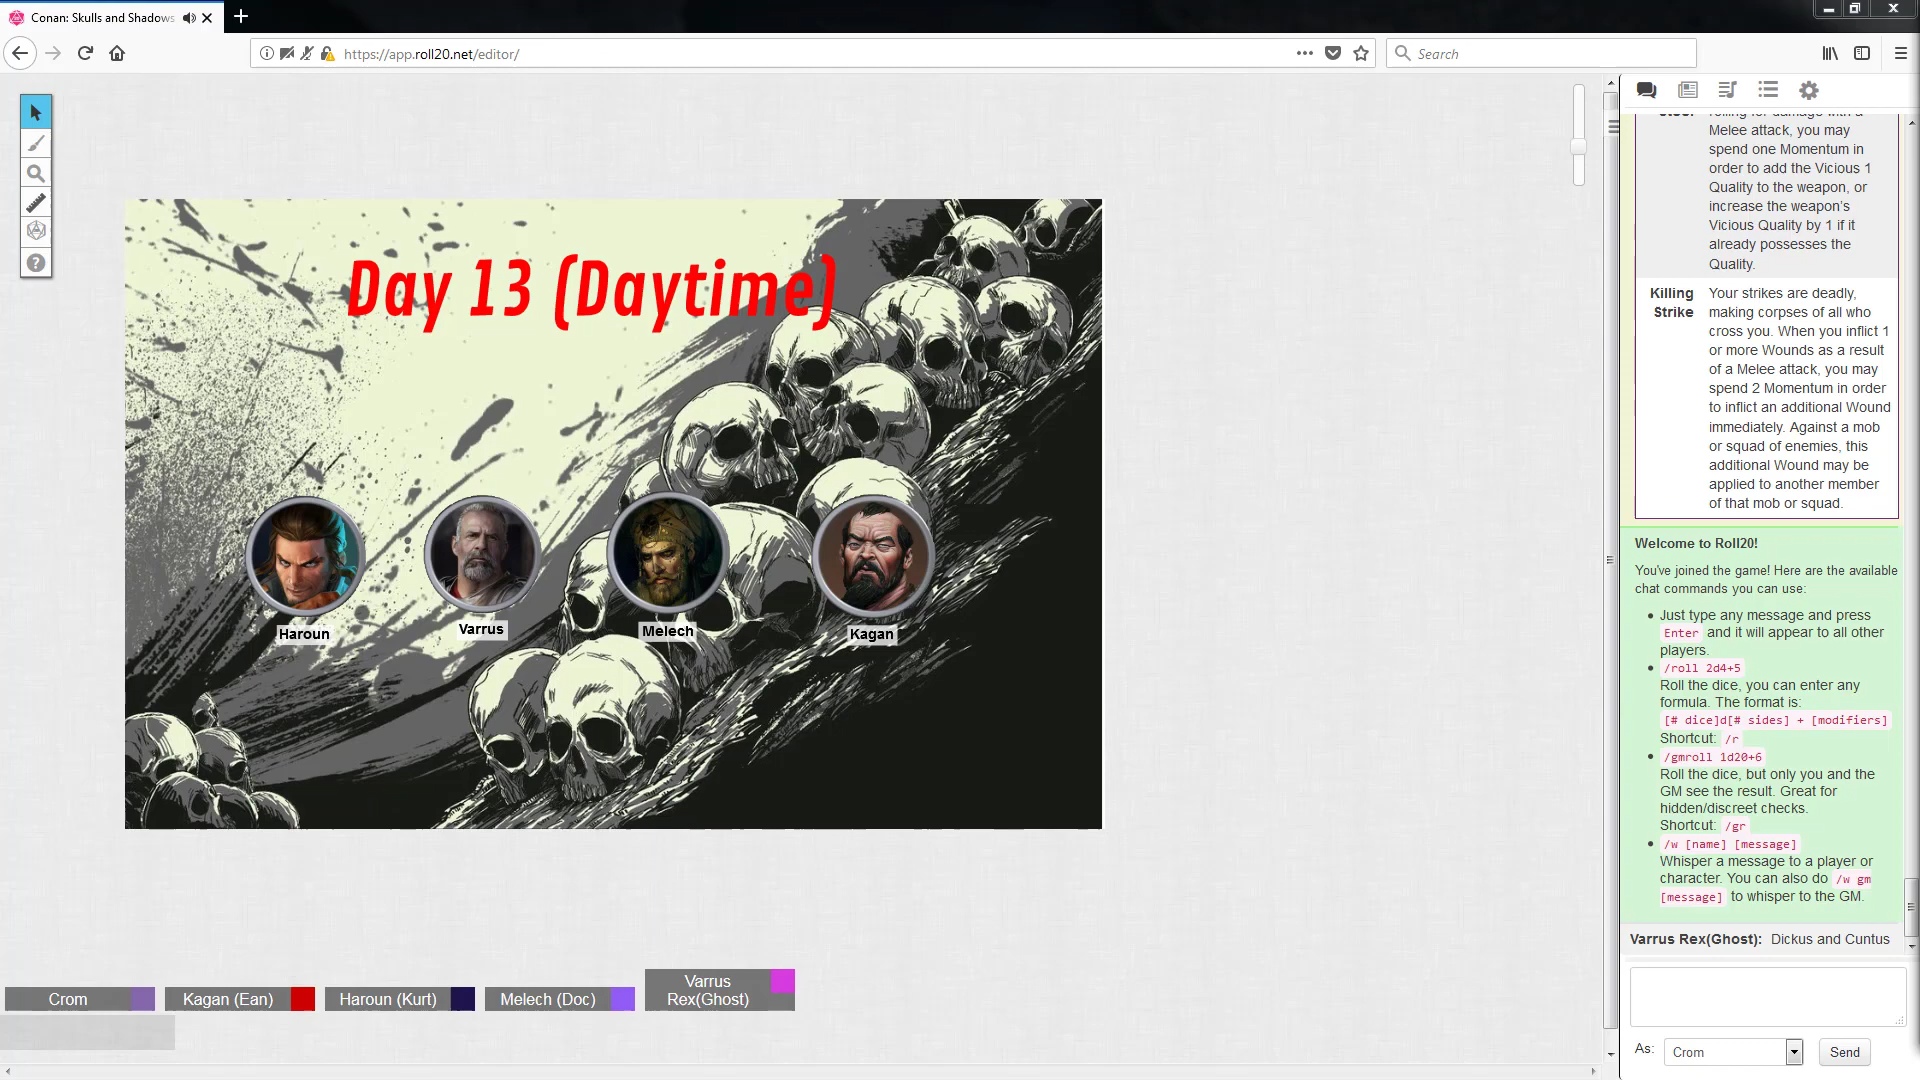 Conan: Skulls and Shadows
https://app.roll20.net/editor/
Search
Day 13 (Daytime)
Haroun
Varrus
Melech
Kagan
Crom
Kagan (Ean)
Haroun (Kurt)
Melech (Doc)
Varrus
Rex(Ghost)
Melee attack, you may
spend one Momentum in
order to add the Vicious 1
Quality to the weapon, or
increase the weapon's
Vicious Quality by 1 if it
already possesses the
Quality.
Killing
Strike
Your strikes are deadly,
making corpses of all who
cross you. When you inflict 1
or more Wounds as a result
of a Melee attack, you may
spend 2 Momentum in order
to inflict an additional Wound
immediately. Against a mob
or squad of enemies, this
additional Wound may be
applied to another member
of that mob or squad.
Welcome to Roll20!
You've joined the game! Here are the available
chat commands you can use:
Just type any message and press
Enter and it will appear to all other
players.
/roll 2d4+5
Roll the dice, you can enter any
formula. The format is:
[# dice]d[# sides] + [modifiers]
Shortcut: /r
/gmroll 1d20+6
Roll the dice, but only you and the
GM see the result. Great for
hidden/discreet checks.
Shortcut: /gr
/w [name] [message]
Whisper a message to a player or
character. You can also do /w gm
[message] to whisper to the GM.
Varrus Rex(Ghost): Dickus and Cuntus
As: Crom Send